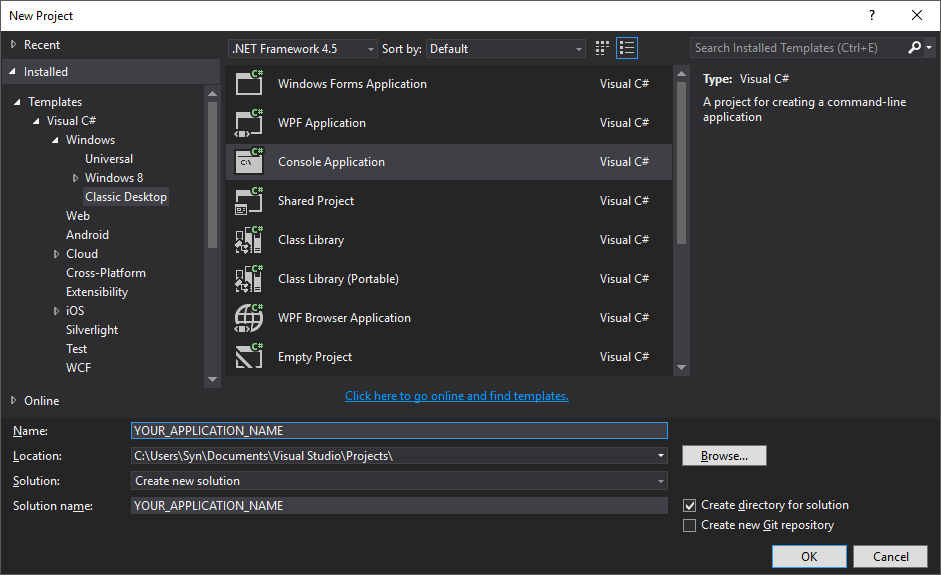 New Project
Recent
.NET Framework 4.5 Sort by: Default
Search Installed Templates (Ctrl+E)
Installed
Templates
Visual C#
Windows
Universal
Windows 8
Classic Desktop
Web
Android
Cloud
Cross-Platform
Extensibility
iOS
Silverlight
Test
WCF
Online
C# Windows Forms Application Visual C#
C# WPF Application Visual C#
C# C:\ Console Application Visual C#
C# Shared Project Visual C#
C# Class Library Visual C#
C# Class Library (Portable) Visual C#
C# WPF Browser Application Visual C#
C# Empty Project Visual C#
Click here to go online and find templates.
Type: Visual C#
A project for creating a command-line
application
Name: YOUR_APPLICATION_NAME
Location: C:\Users\Syn\Documents\Visual Studio\Projects\ Browse...
Solution: Create new solution
Solution name: YOUR_APPLICATION_NAME
Create directory for solution
Create new Git repository
OK Cancel